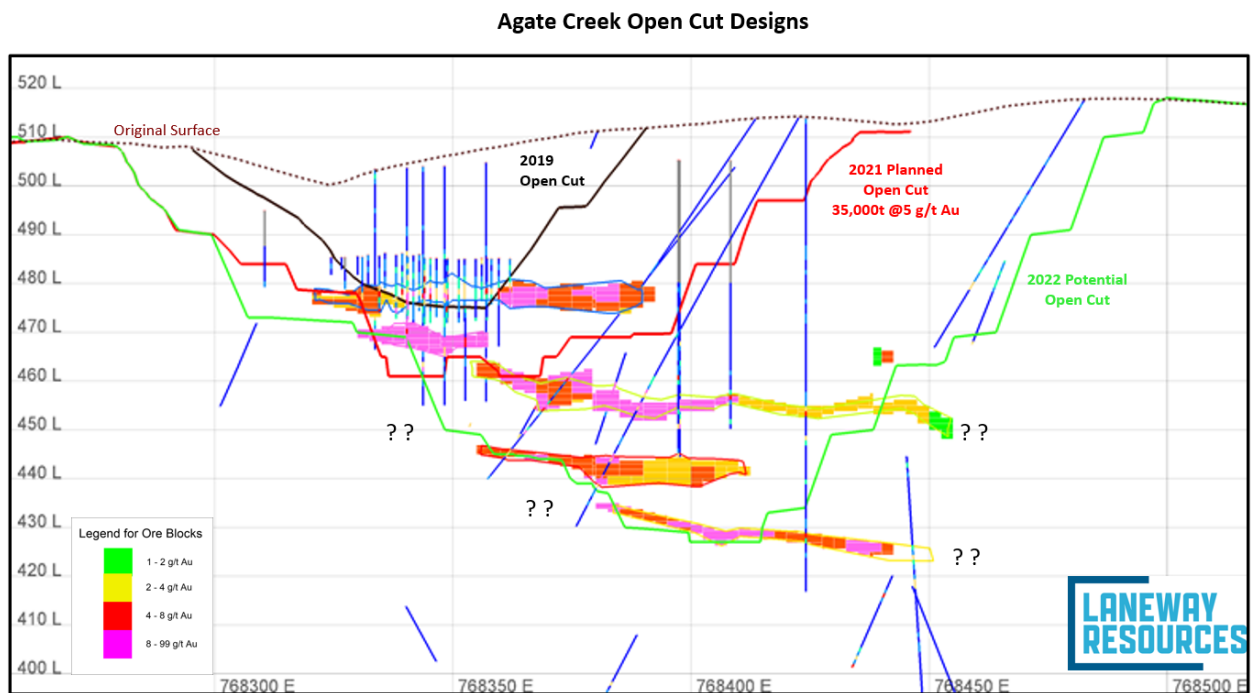 Agate Creek Open Cut Designs
520 L
510 L
Original Surface
500 L
490 L
480 L
470 L
460 L
450 L
440 L
430 L
420 L
410 L
400 L
2019
Open Cut
2021 Planned
Open Cut
35,000t @5 g/t Au
2022 Potential
Open Cut
? ?
? ?
? ?
? ?
Legend for Ore Blocks
1 - 2 g/t Au
2 - 4 g/t Au
4 - 8 g/t Au
8 - 99 g/t Au
LANEWAY
RESOURCES
768300 E
768350 E
768400 E
768450 E
768500 E